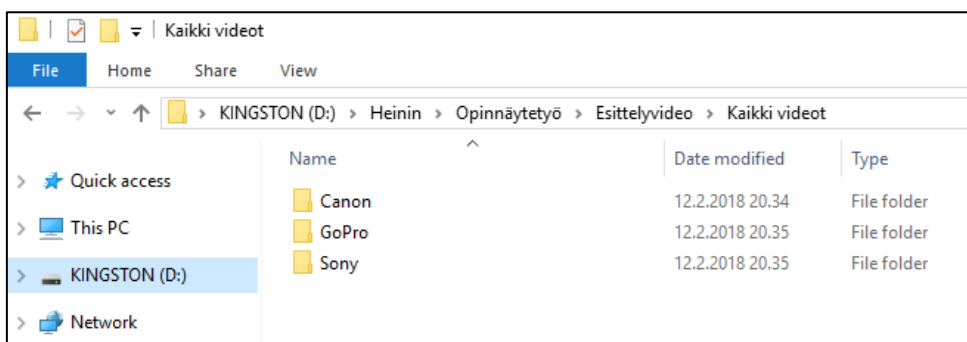 Kaikki videot
File Home Share View
KINGSTON (D:) > Heinin > Opinnäytetyö > Esittelyvideo > Kaikki videot
Name Date modified Type
Quick access
This PC
KINGSTON (D:)
Network
Canon 12.2.2018 20.34 File folder
GoPro 12.2.2018 20.35 File folder
Sony 12.2.2018 20.35 File folder